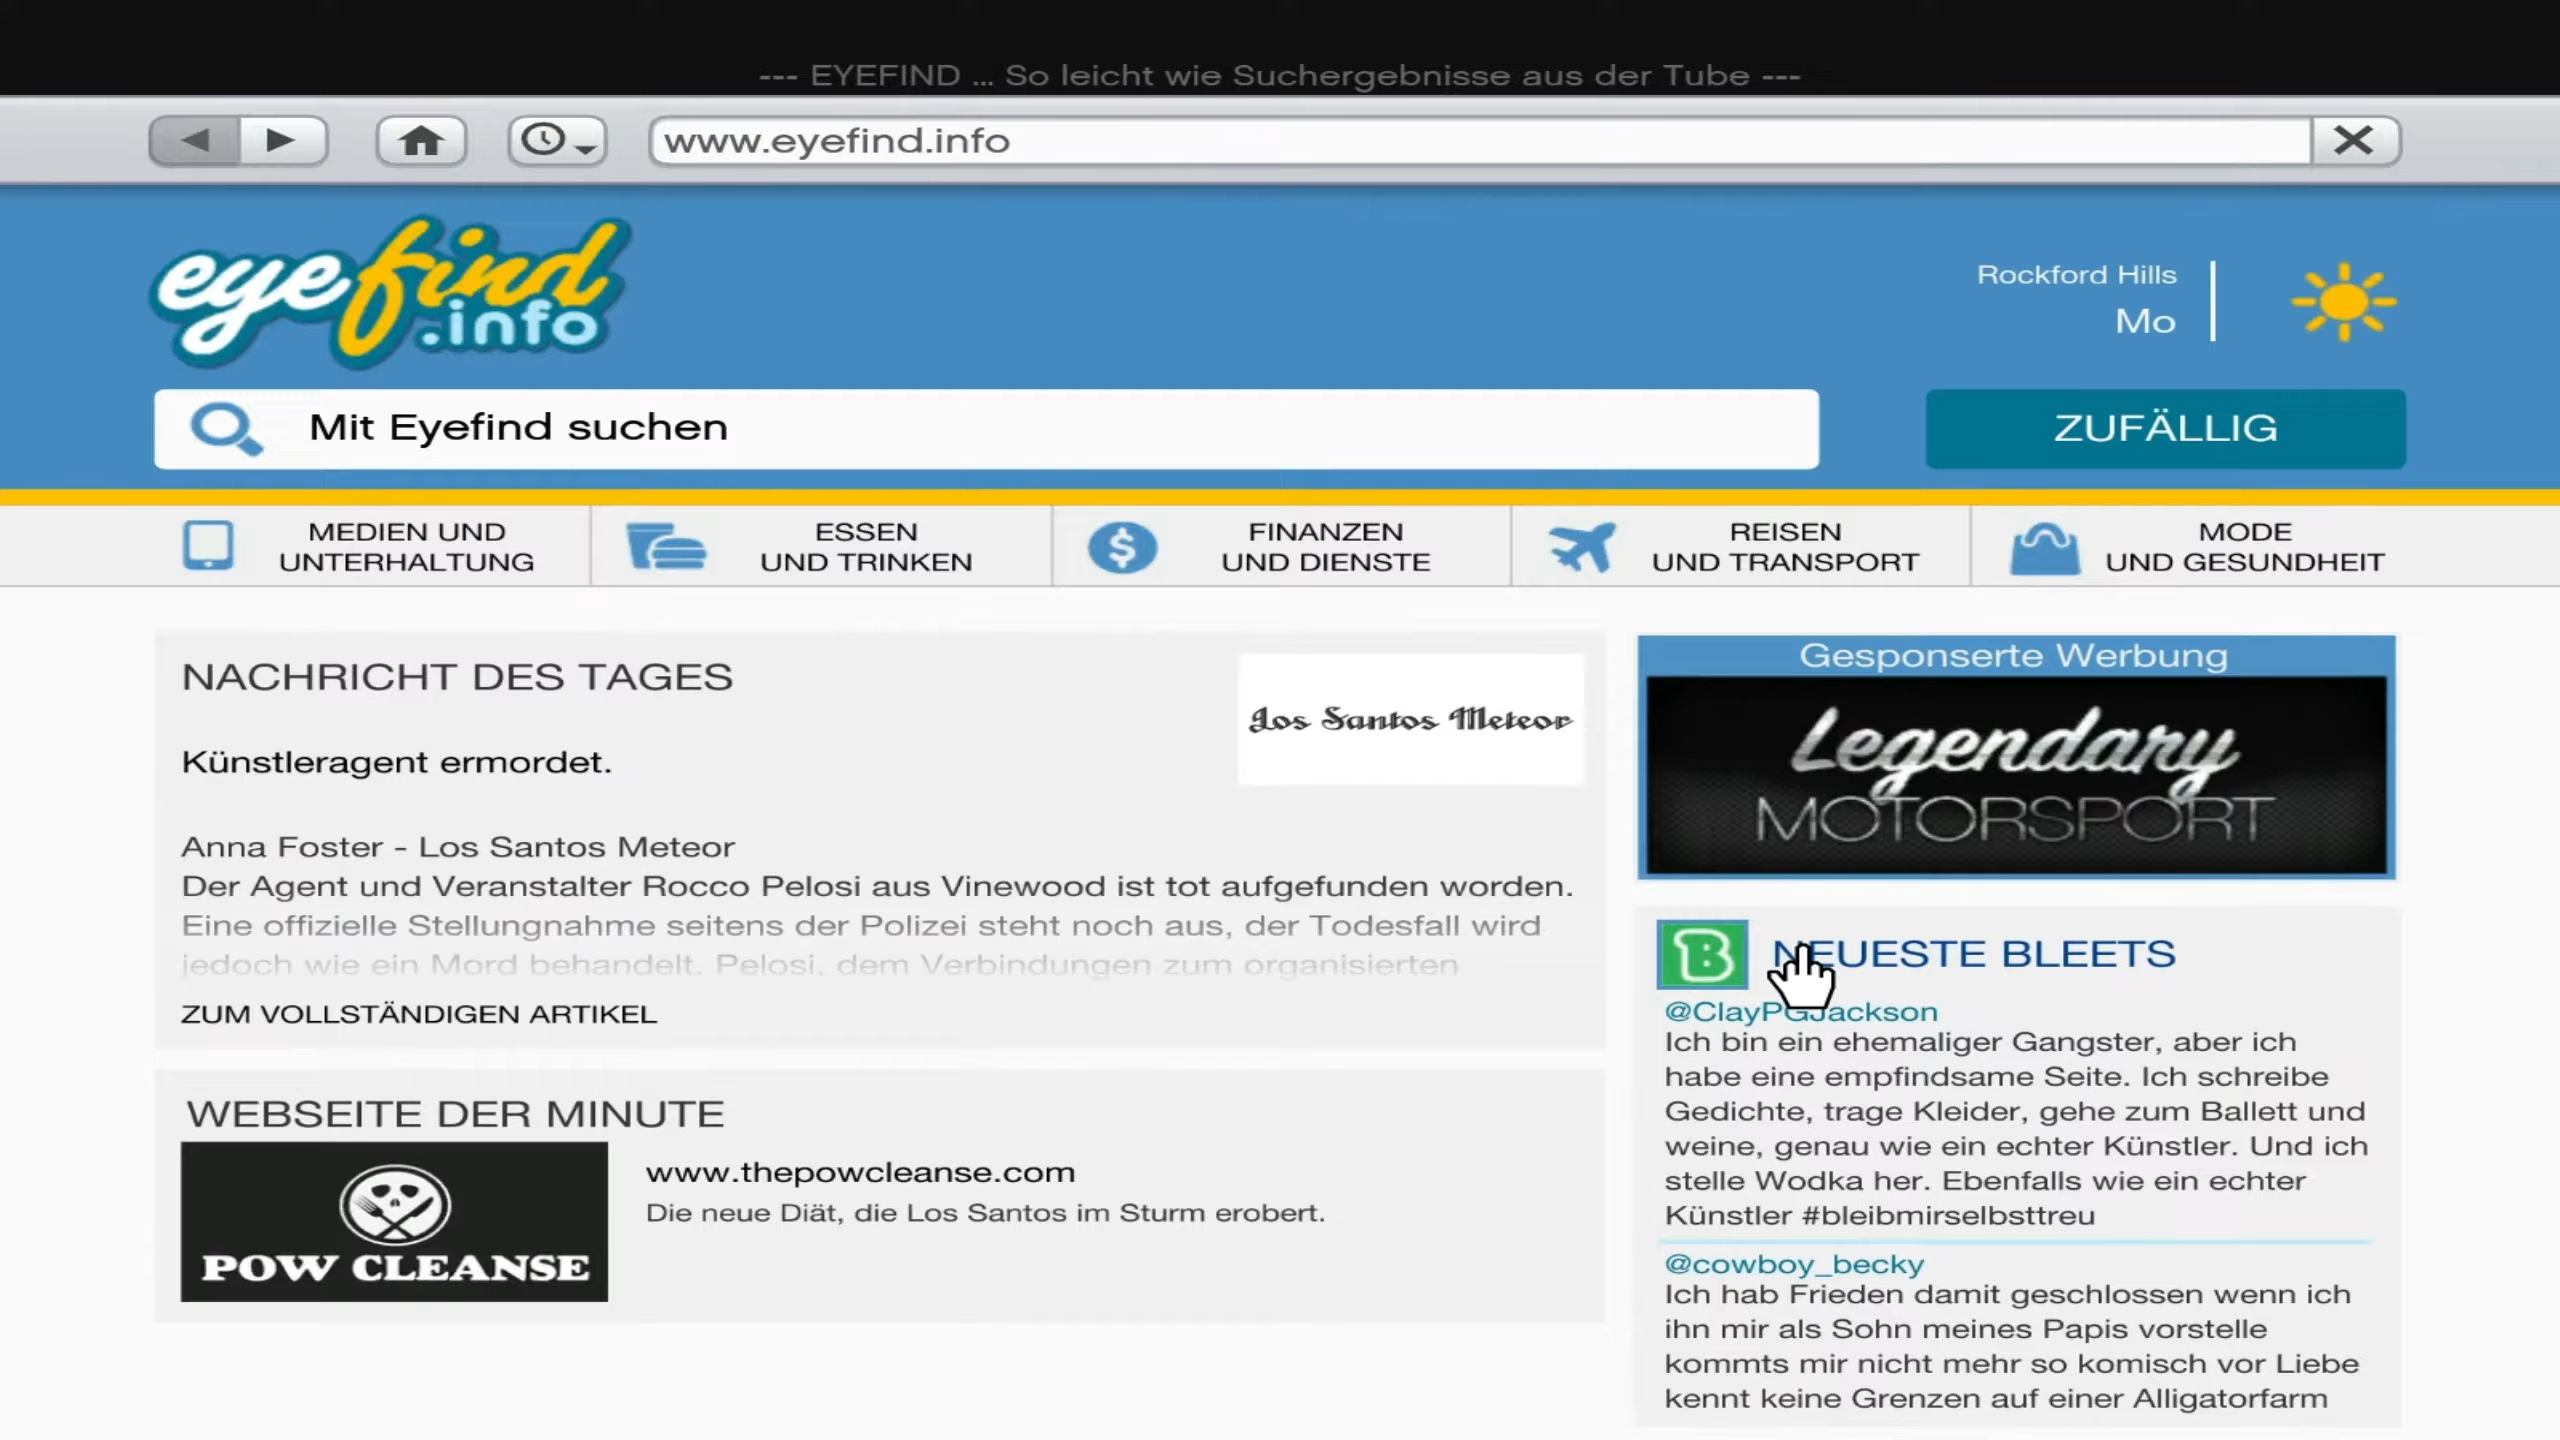 --- EYEFIND ... So leicht wie Suchergebnisse aus der Tube ---
www.eyefind.info
eyefind
.info
Rockford Hills
Mo
Mit Eyefind suchen
ZUFÄLLIG
MEDIEN UND
UNTERHALTUNG
ESSEN
UND TRINKEN
FINANZEN
UND DIENSTE
REISEN
UND TRANSPORT
MODE
UND GESUNDHEIT
NACHRICHT DES TAGES
Los Santos Meteor
Künstleragent ermordet.
Anna Foster - Los Santos Meteor
Der Agent und Veranstalter Rocco Pelosi aus Vinewood ist tot aufgefunden worden.
Eine offizielle Stellungnahme seitens der Polizei steht noch aus, der Todesfall wird
jedoch wie ein Mord behandelt. Pelosi, dem Verbindungen zum organisierten
ZUM VOLLSTÄNDIGEN ARTIKEL
WEBSEITE DER MINUTE
POW CLEANSE
www.thepowcleanse.com
Die neue Diät, die Los Santos im Sturm erobert.
Gesponserte Werbung
Legendary
MOTORSPORT
B
NEUESTE BLEETS
@ClayPGJackson
Ich bin ein ehemaliger Gangster, aber ich
habe eine empfindsame Seite. Ich schreibe
Gedichte, trage Kleider, gehe zum Ballett und
weine, genau wie ein echter Künstler. Und ich
stelle Wodka her. Ebenfalls wie ein echter
Künstler #bleibmirselbsttreu
@cowboy_becky
Ich hab Frieden damit geschlossen wenn ich
ihn mir als Sohn meines Papis vorstelle
kommts mir nicht mehr so komisch vor Liebe
kennt keine Grenzen auf einer Alligatorfarm